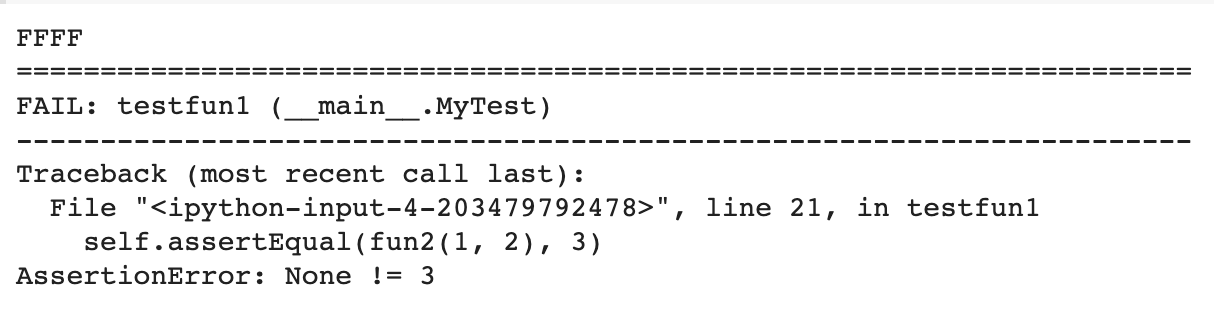 FFFF
======================================================================
FAIL: testfun1 (__main__.MyTest)
----------------------------------------------------------------------
Traceback (most recent call last):
  File "<ipython-input-4-203479792478>", line 21, in testfun1
    self.assertEqual(fun2(1, 2), 3)
AssertionError: None != 3